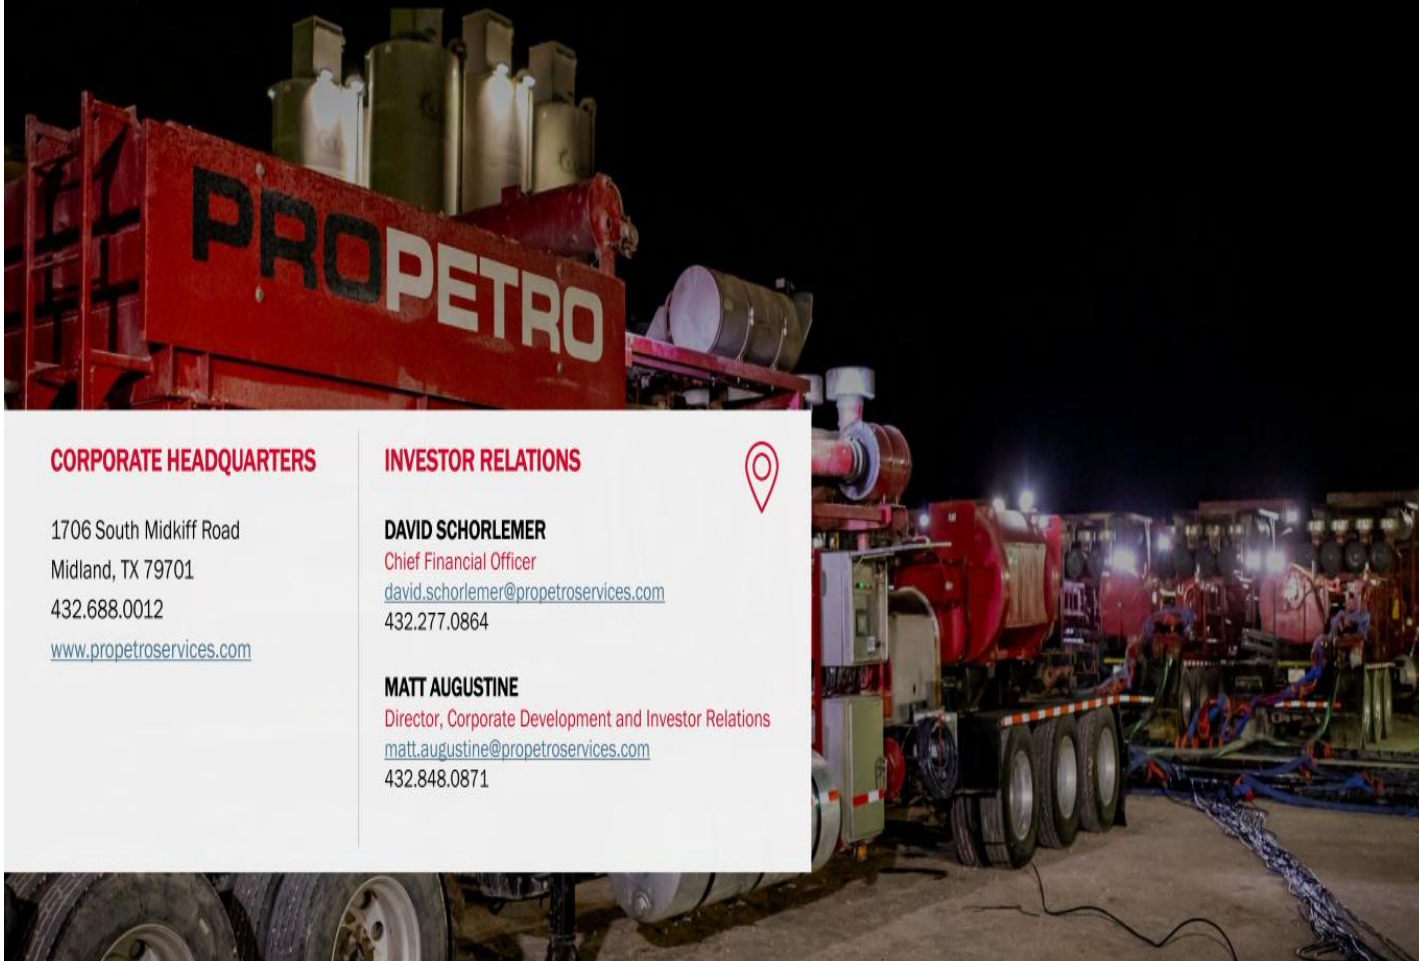 PROPETRO
CORPORATE HEADQUARTERS
1706 South Midkiff Road
Midland, TX 79701
432.688.0012
www.propetroservices.com
INVESTOR RELATIONS
DAVID SCHORLEMER
Chief Financial Officer
david.schorlemer@propetroservices.com
432.277.0864
MATT AUGUSTINE
Director, Corporate Development and Investor Relations
matt.augustine@propetroservices.com
432.848.0871